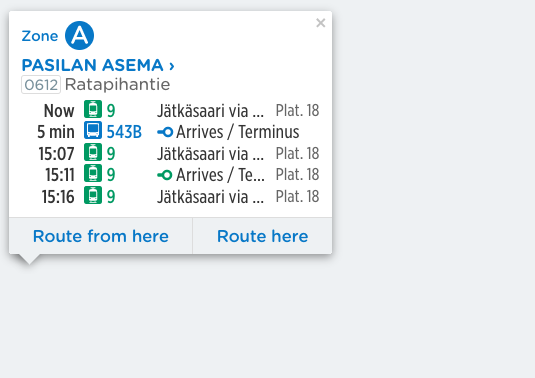 Zone A
×
PASILAN ASEMA ›
0612 Ratapihantie
Now 9 Jätkäsaari via ... Plat. 18
5 min 543B Arrives / Terminus
15:07 9 Jätkäsaari via ... Plat. 18
15:11 9 Arrives / Te... Plat. 18
15:16 9 Jätkäsaari via ... Plat. 18
Route from here Route here